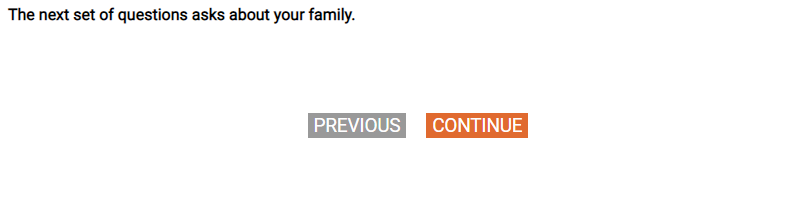 The next set of questions asks about your family.
PREVIOUS CONTINUE